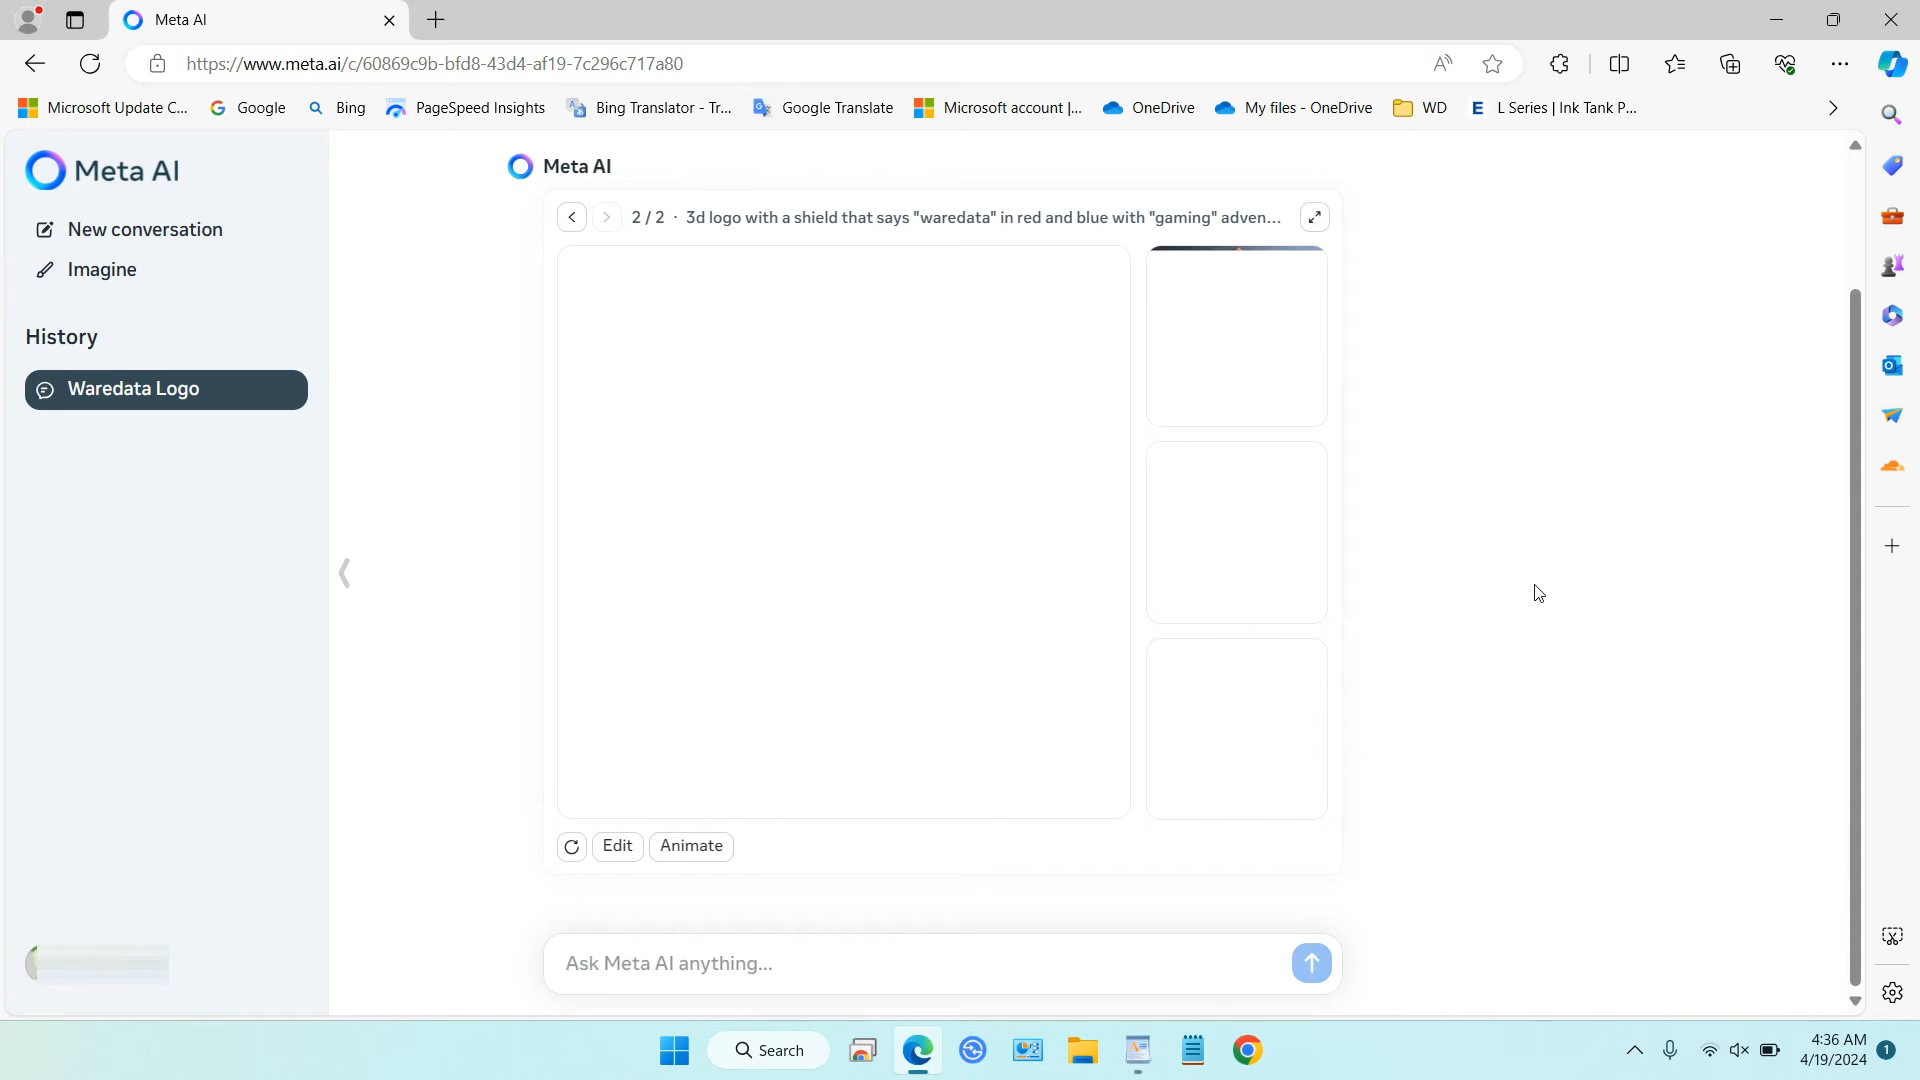 Meta AI
https://www.meta.ai/c/60869c9b-bfd8-43d4-af19-7c296c717a80
Microsoft Update C...
Google
Bing
PageSpeed Insights
Bing Translator - Tr...
Google Translate
Microsoft account |...
OneDrive
My files - OneDrive
WD
L Series | Ink Tank P...
Meta AI
New conversation
Imagine
History
Waredata Logo
Meta AI
2 / 2 · 3d logo with a shield that says "waredata" in red and blue with "gaming" adven...
Edit
Animate
Ask Meta AI anything...
Search
4:36 AM
4/19/2024
1